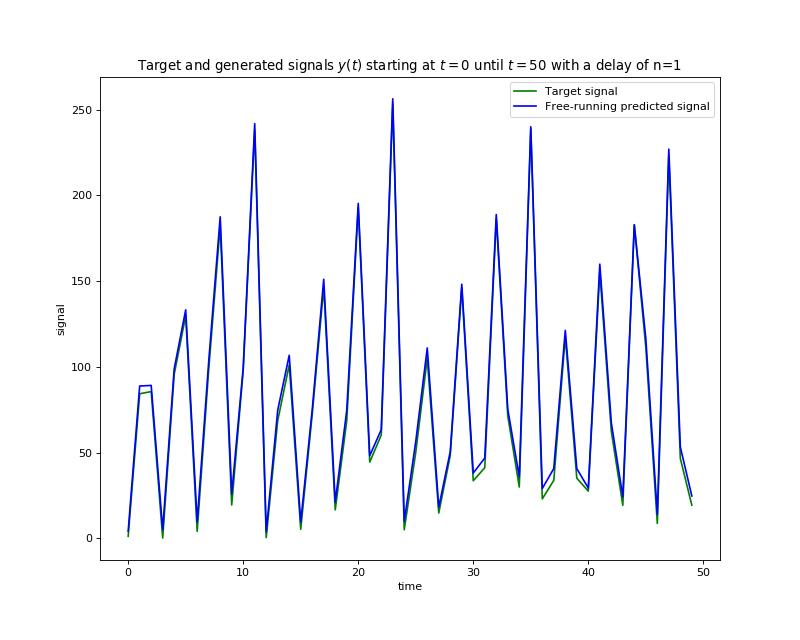 Target and generated signals y(t) starting at t = 0 until t = 50 with a delay of n=1
Target signal
Free-running predicted signal
250
200
150
100
50
0
signal
0 10 20 30 40 50
time